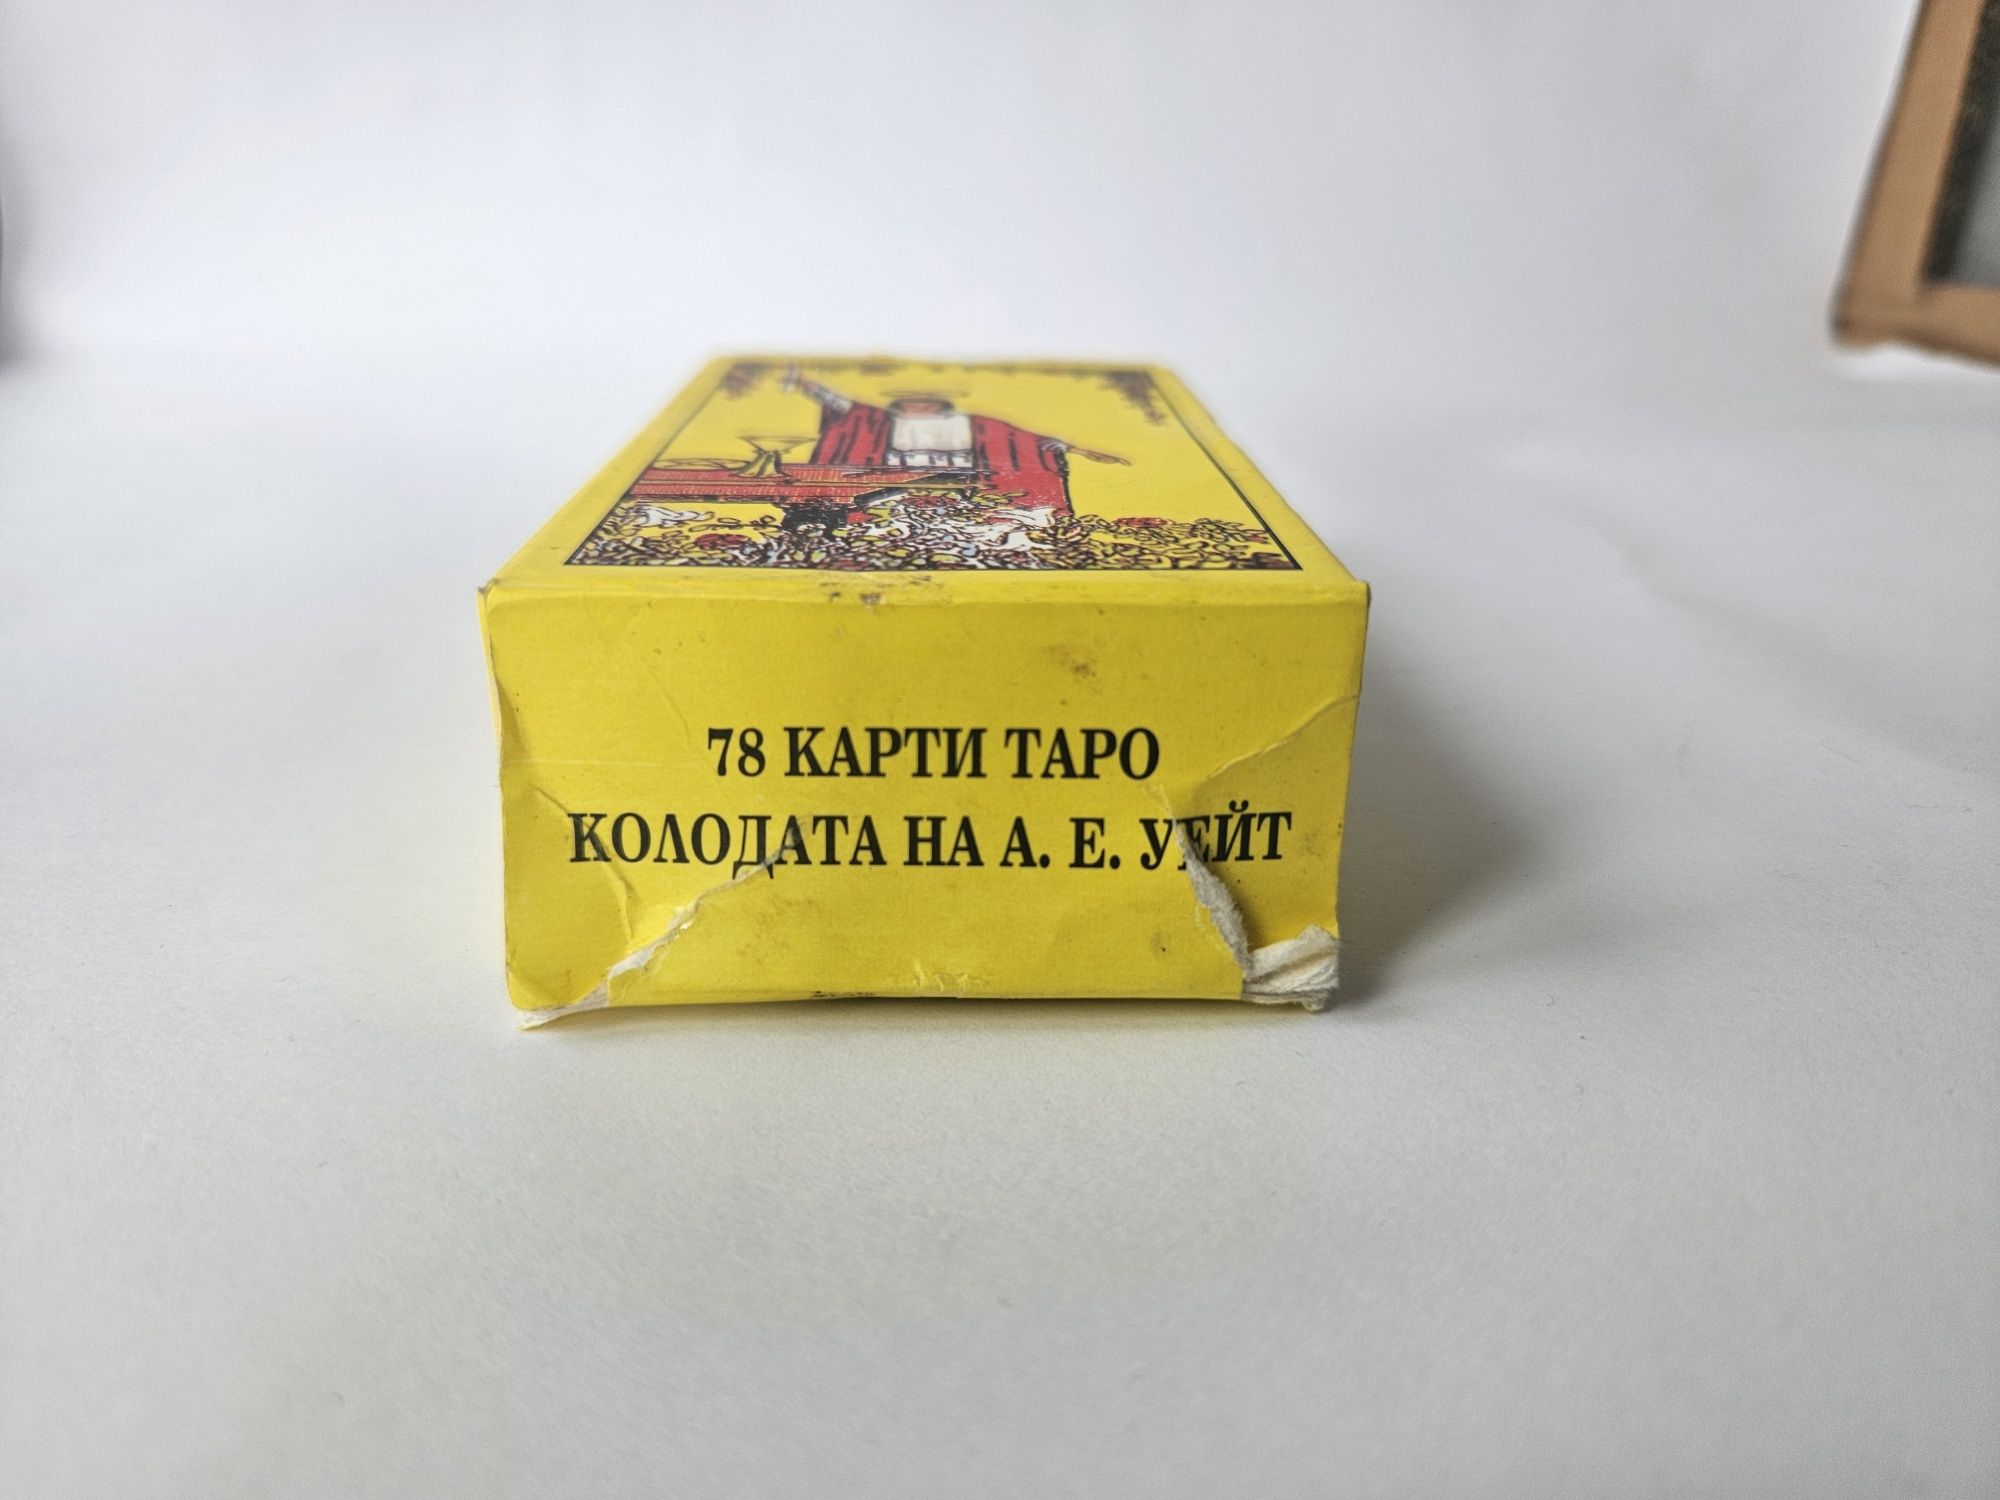 78 КАРТИ ТАРО
КОЛОДАТА НА А. Е. УЕЙТ